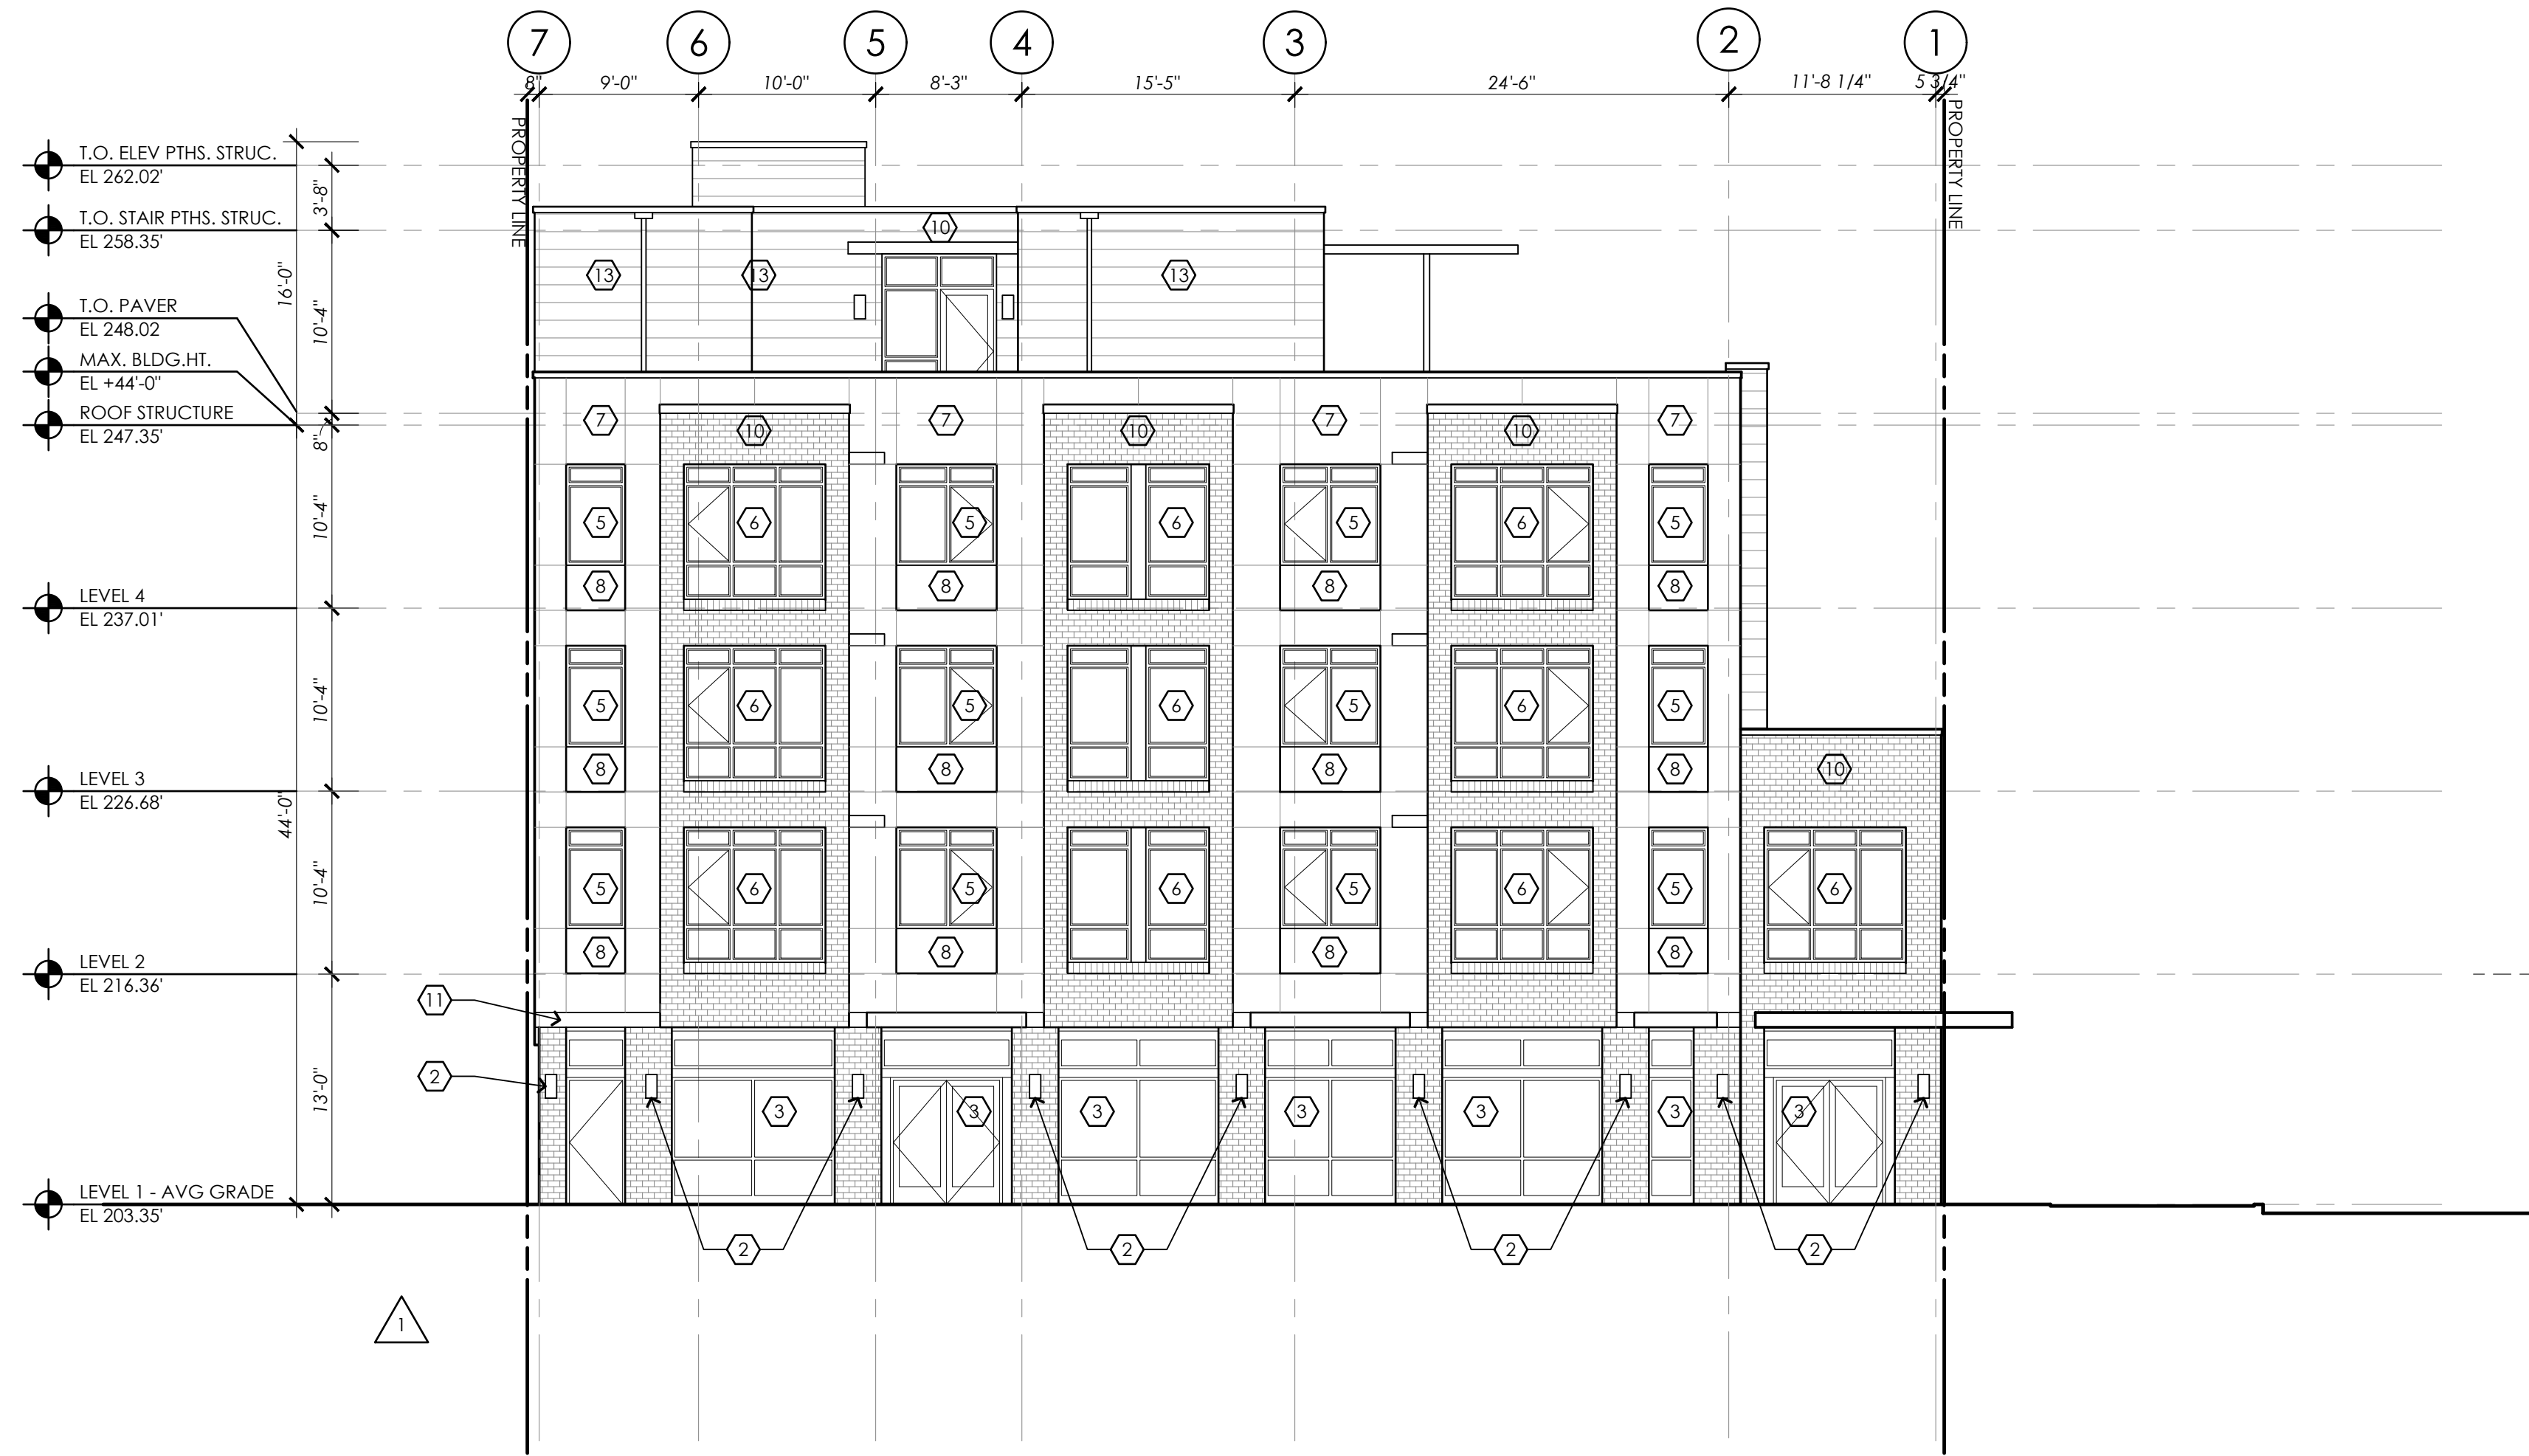 7 6 5 4 3 2 1
8" 9'-0" 10'-0" 8'-3" 15'-5" 24'-6" 11'-8 1/4" 5 3/4"
PROPERTY LINE
PROPERTY LINE
T.O. ELEV PTHS. STRUC.
EL 262.02'
3'-8"
T.O. STAIR PTHS. STRUC.
EL 258.35'
10
13 13 13
16'-0"
10'-4"
T.O. PAVER
EL 248.02
MAX. BLDG.HT.
EL +44'-0"
ROOF STRUCTURE
EL 247.35'
8"
7 10 7 10 7 10 7
10'-4"
5 6 5 6 5 6 5
8 8 8 8
LEVEL 4
EL 237.01'
10'-4"
5 6 5 6 5 6 5
8 8 8 8 10
LEVEL 3
EL 226.68'
44'-0"
10'-4"
5 6 5 6 5 6 5 6
8 8 8 8
LEVEL 2
EL 216.36'
11
2
13'-0"
3 3 3 3 3 3 3
LEVEL 1 - AVG GRADE
EL 203.35'
2 2 2 2
1